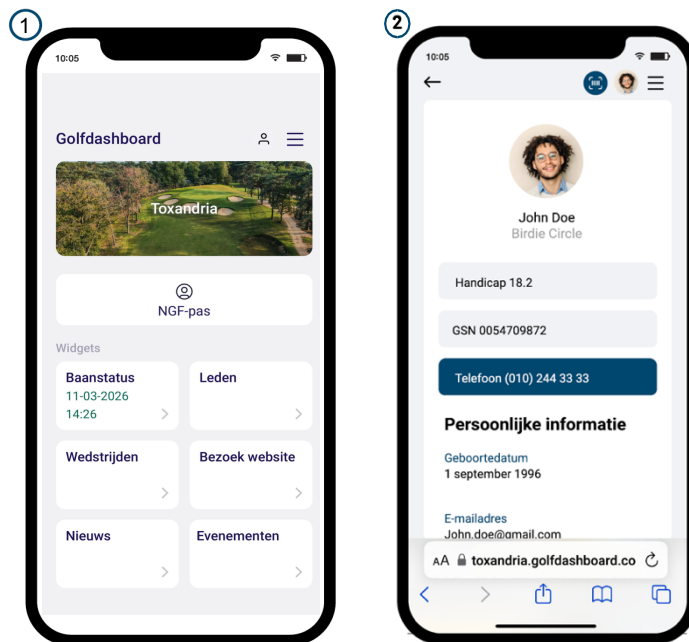 1
10:05
Golfdashboard
Toxandria
NGF-pas
Widgets
Baanstatus
11-03-2026
14:26
Leden
Wedstrijden
Bezoek website
Nieuws
Evenementen
2
10:05
John Doe
Birdie Circle
Handicap 18.2
GSN 0054709872
Telefoon (010) 244 33 33
Persoonlijke informatie
Geboortedatum
1 september 1996
E-mailadres
John.doe@gmail.com
AA toxandria.golfdashboard.co